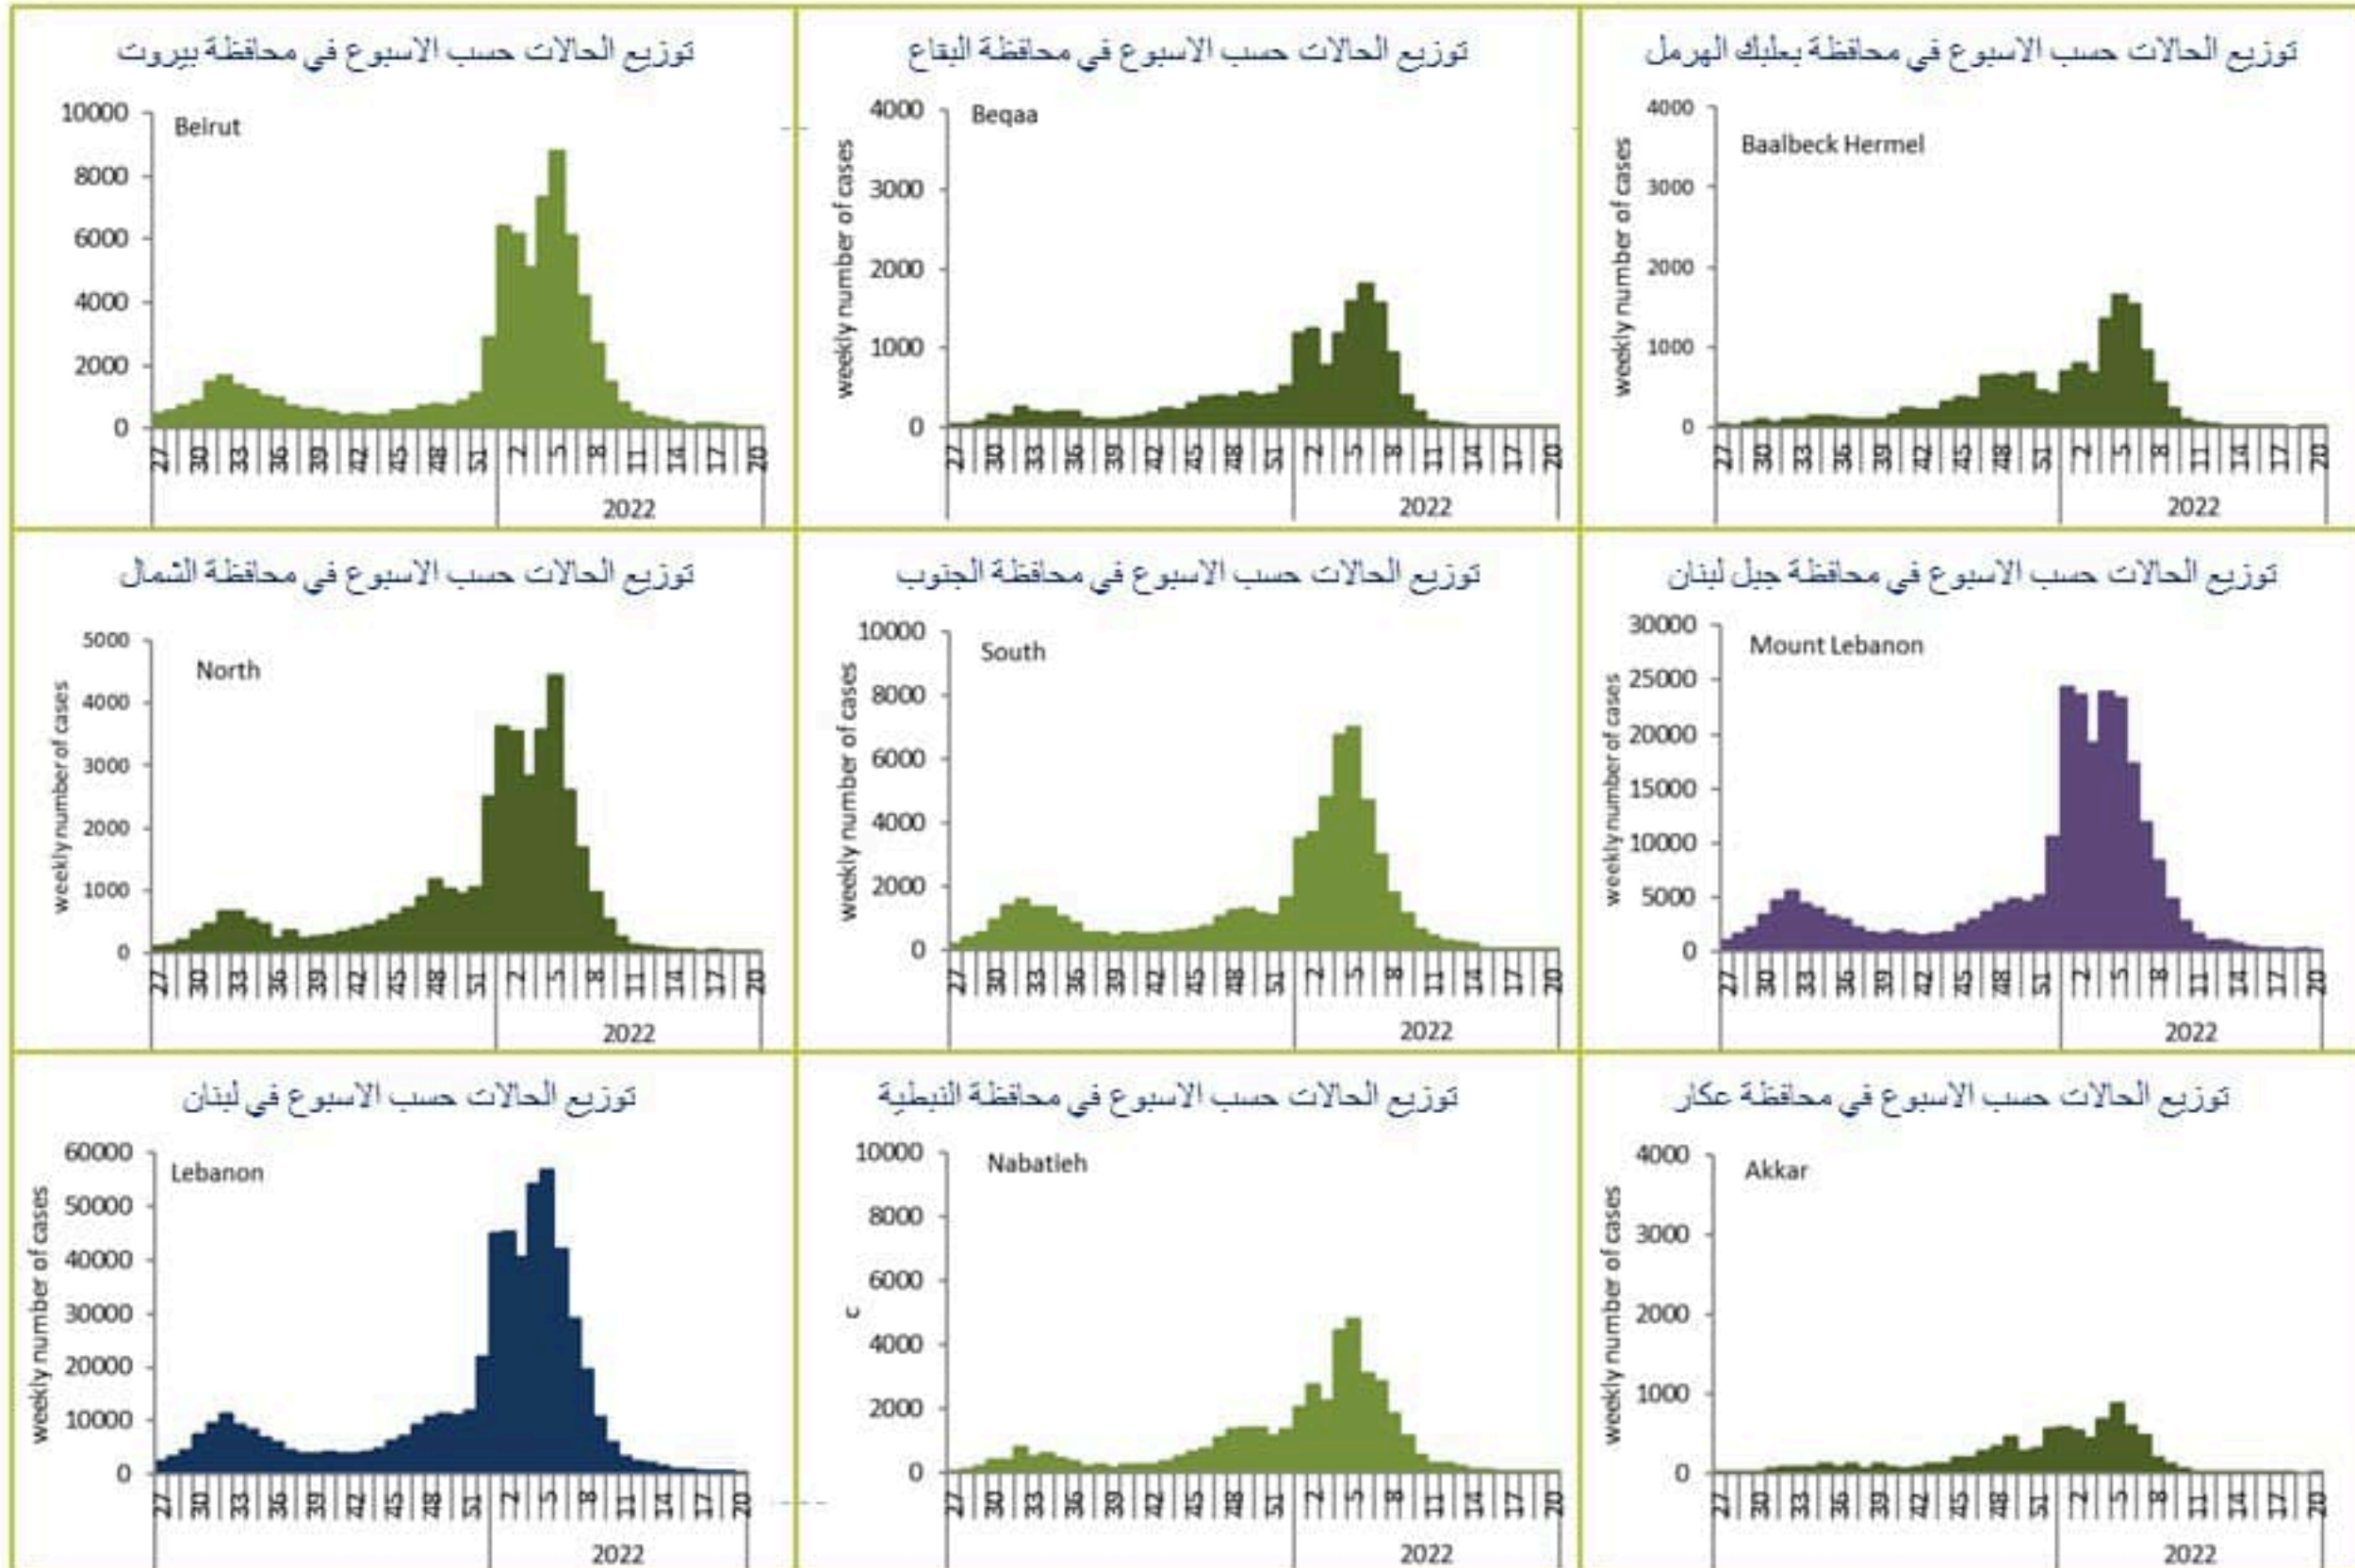 توزيع الحالات حسب الاسبوع في محافظة بيروت
Beirut
10000
8000
6000
4000
2000
0
27 30 33 36 39 42 45 48 51 2 5 8 11 14 17 20
2022
توزيع الحالات حسب الاسبوع في محافظة البقاع
Beqaa
weekly number of cases
4000
3000
2000
1000
0
27 30 33 36 39 42 45 48 51 2 5 8 11 14 17 20
2022
توزيع الحالات حسب الاسبوع في محافظة بعلبك الهرمل
Baalbeck Hermel
weekly number of cases
4000
3000
2000
1000
0
27 30 33 36 39 42 45 48 51 2 5 8 11 14 17 20
2022
توزيع الحالات حسب الاسبوع في محافظة الشمال
North
weekly number of cases
5000
4000
3000
2000
1000
0
27 30 33 36 39 42 45 48 51 2 5 8 11 14 17 20
2022
توزيع الحالات حسب الاسبوع في محافظة الجنوب
South
weekly number of cases
10000
8000
6000
4000
2000
0
27 30 33 36 39 42 45 48 51 2 5 8 11 14 17 20
2022
توزيع الحالات حسب الاسبوع في محافظة جبل لبنان
Mount Lebanon
weekly number of cases
30000
25000
20000
15000
10000
5000
0
27 30 33 36 39 42 45 48 51 2 5 8 11 14 17 20
2022
توزيع الحالات حسب الاسبوع في لبنان
Lebanon
weekly number of cases
60000
50000
40000
30000
20000
10000
0
27 30 33 36 39 42 45 48 51 2 5 8 11 14 17 20
2022
توزيع الحالات حسب الاسبوع في محافظة النبطية
Nabatieh
c
10000
8000
6000
4000
2000
0
27 30 33 36 39 42 45 48 51 2 5 8 11 14 17 20
2022
توزيع الحالات حسب الاسبوع في محافظة عكار
Akkar
weekly number of cases
4000
3000
2000
1000
0
27 30 33 36 39 42 45 48 51 2 5 8 11 14 17 20
2022